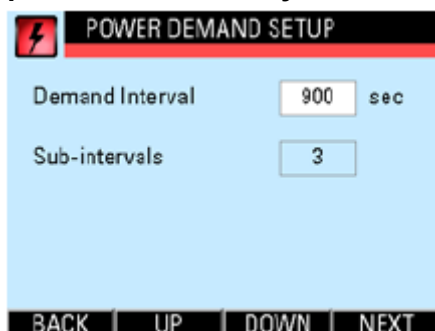 POWER DEMAND SETUP
Demand Interval 900 sec
Sub-intervals 3
BACK UP DOWN NEXT